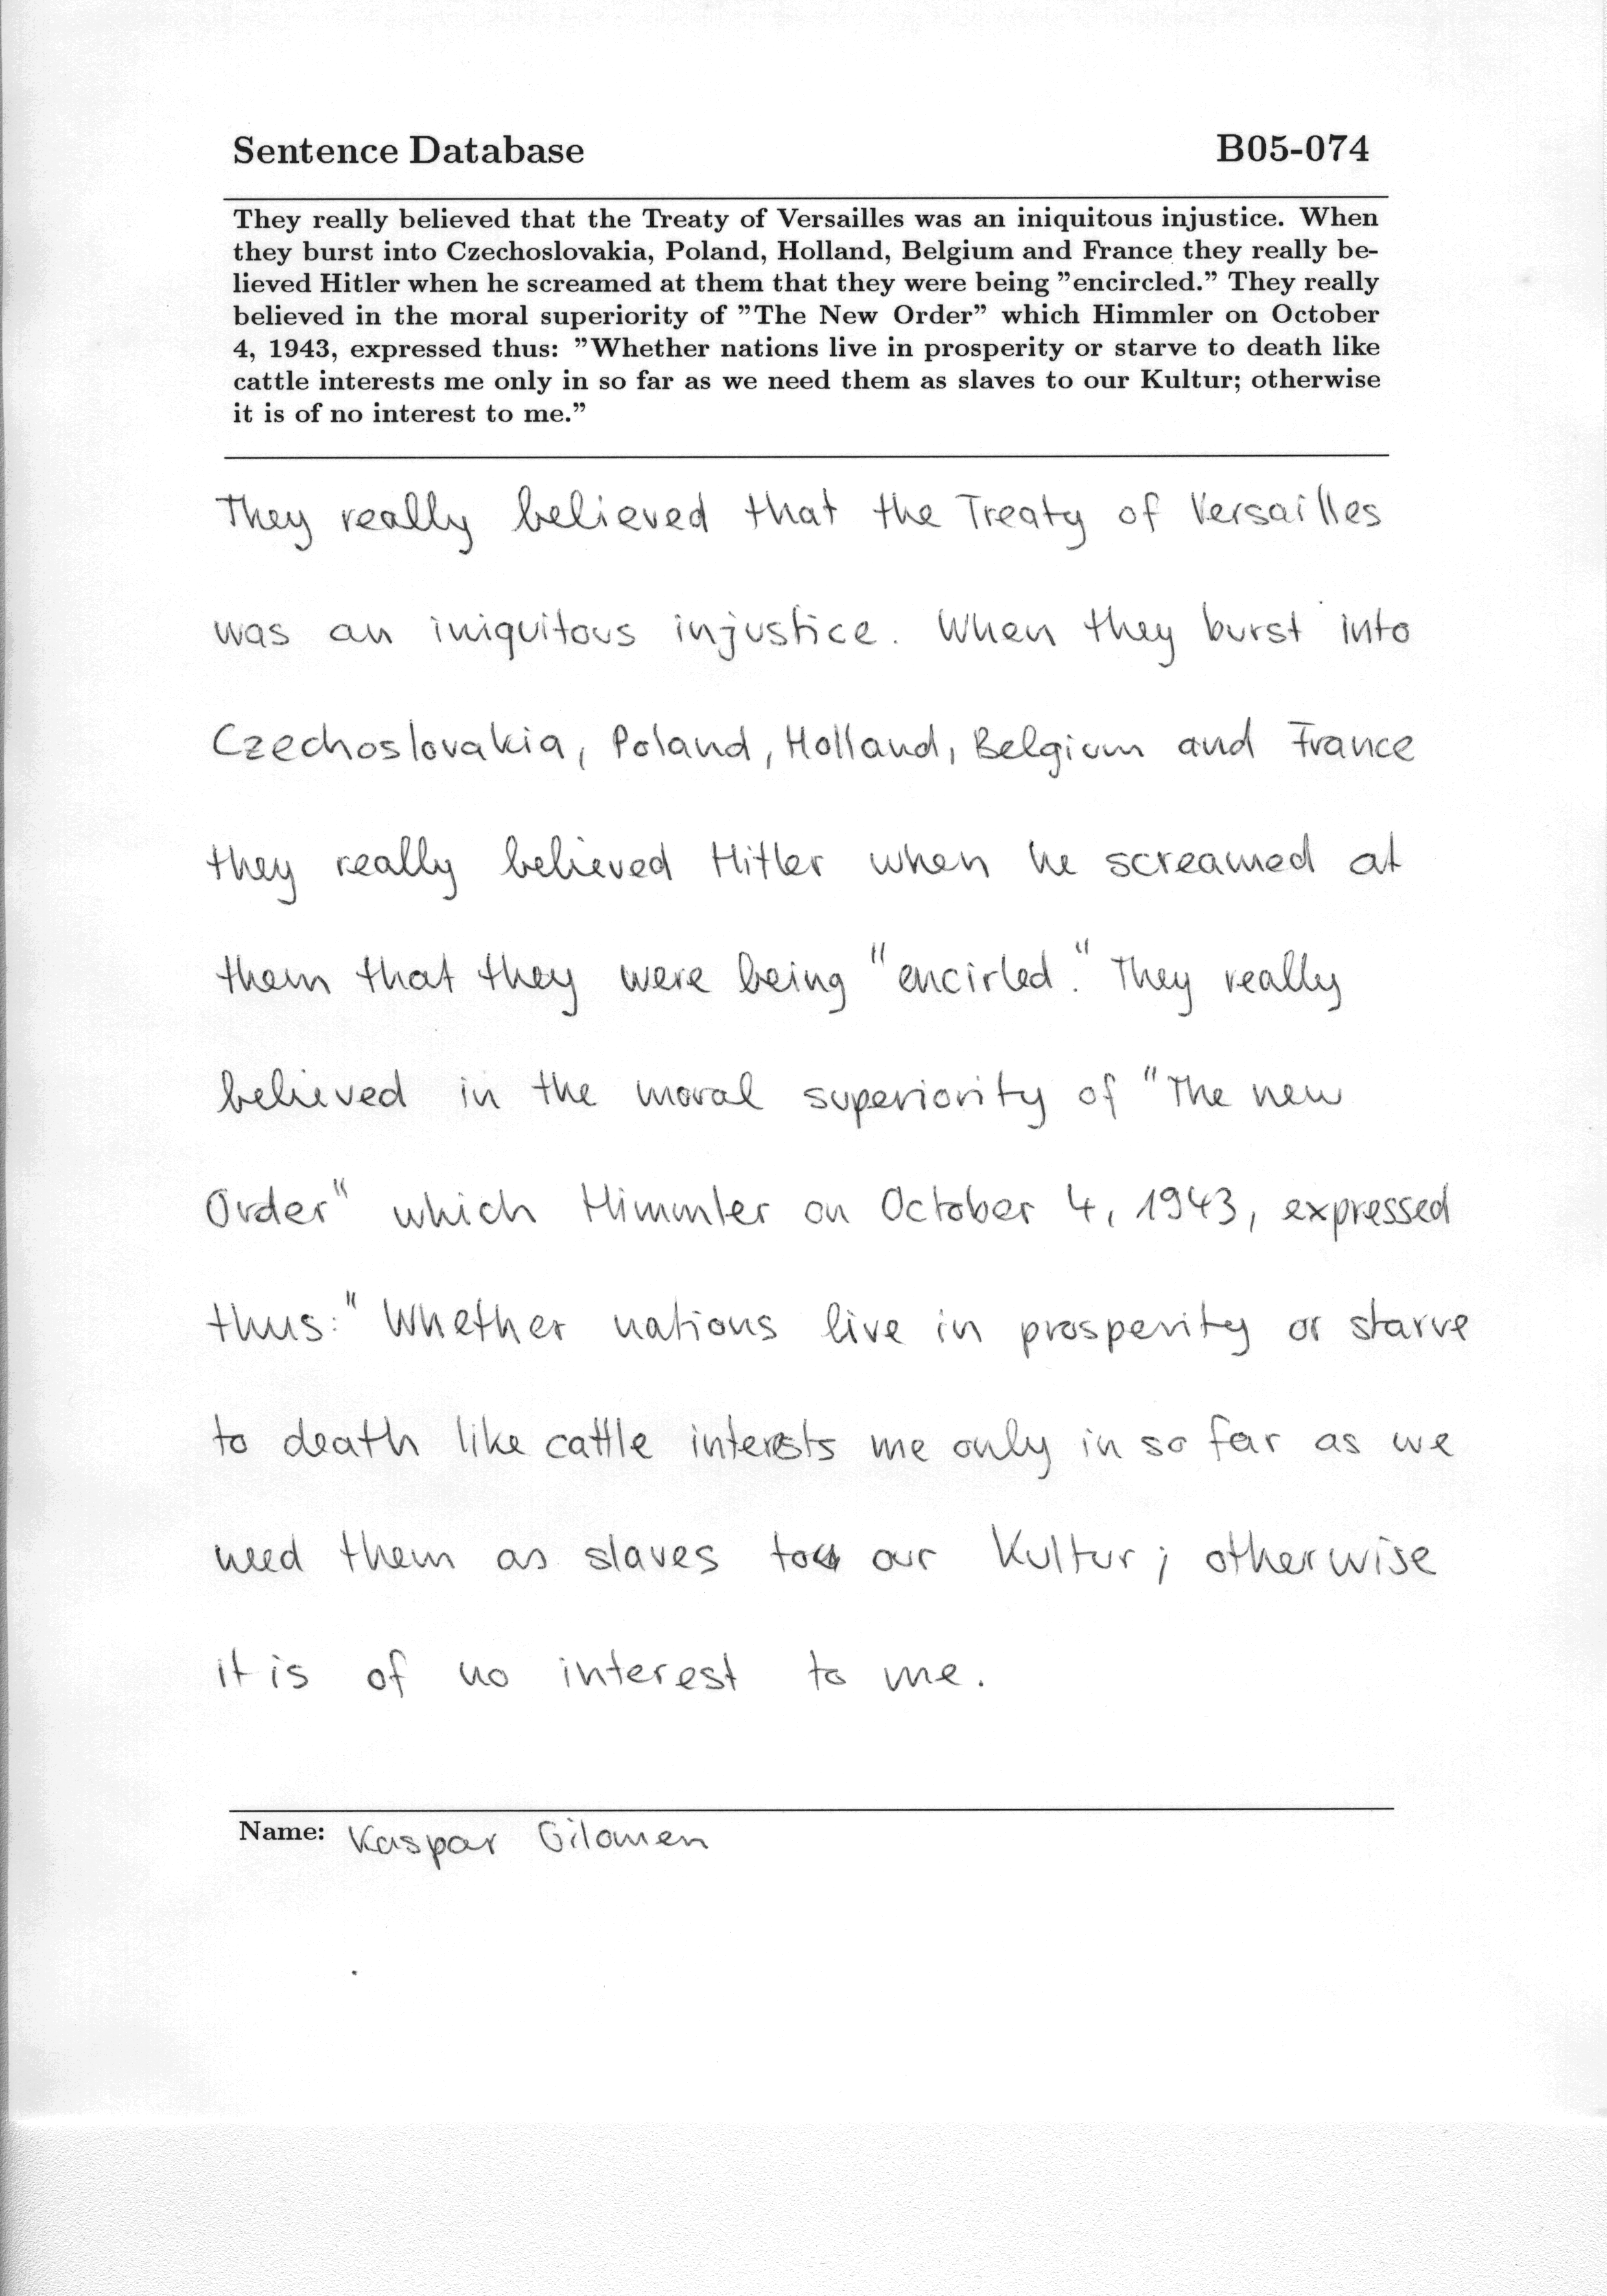 Sentence Database B05-074
They really believed that the Treaty of Versailles was an iniquitous injustice. When
they burst into Czechoslovakia, Poland, Holland, Belgium and France they really be-
lieved Hitler when he screamed at them that they were being ”encircled.” They really
believed in the moral superiority of ”The New Order” which Himmler on October
4, 1943, expressed thus: ”Whether nations live in prosperity or starve to death like
cattle interests me only in so far as we need them as slaves to our Kultur; otherwise
it is of no interest to me.”
They really believed that the Treaty of Versailles
was an iniquitous injustice. When they burst into
Czechoslovakia, Poland, Holland, Belgium and France
they really believed Hitler when he screamed at
them that they were being "encirled." They really
believed in the moral superiority of "The new
Order" which Himmler on October 4, 1943, expressed
thus: "Whether nations live in prosperity or starve
to death like cattle interests me only in so far as we
need them as slaves to our Kultur; otherwise
it is of no interest to me.
Name: Kaspar Gilomen